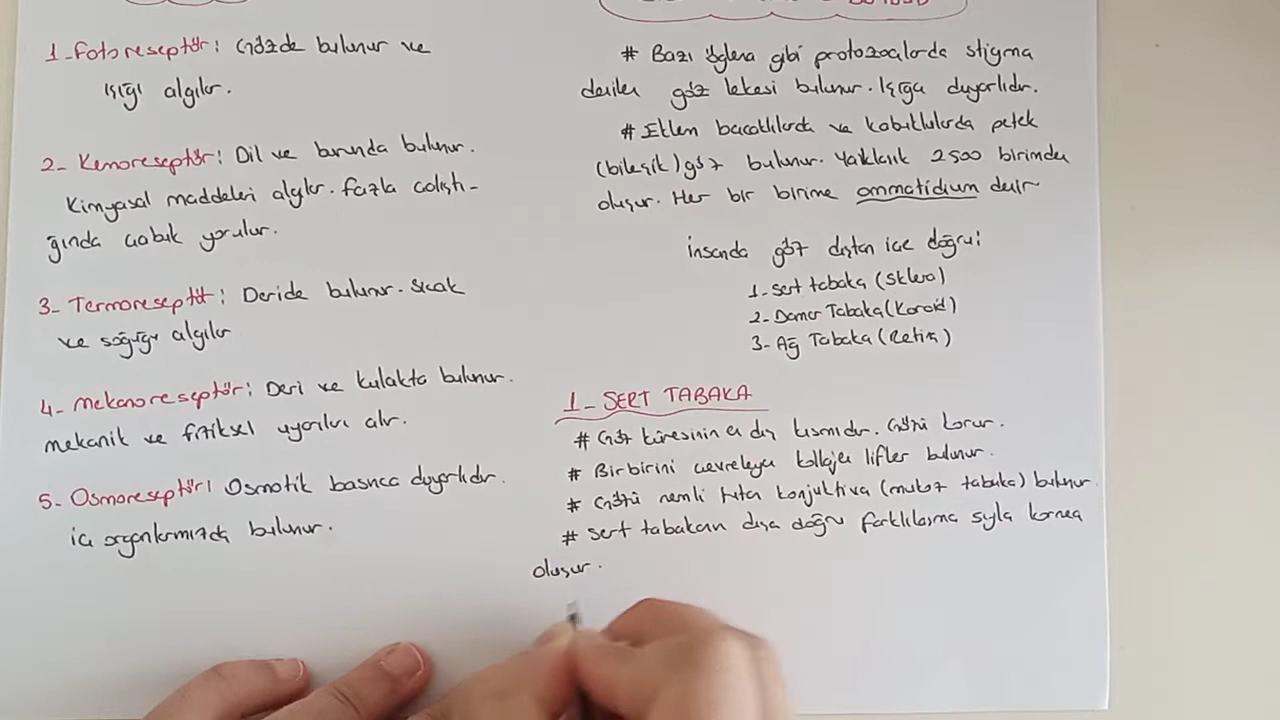 1-Fotoreseptör: Gözde bulunur ve
ışığı algılır.
2- Kemoreseptör: Dil ve burunda bulunur.
Kimyasal maddeleri algılır. fazla çalıştı-
ğında çabuk yorulur.
3- Termoreseptör: Deride bulunur. Sıcak
ve soğuğu algılır
4- Mekanoreseptör: Deri ve kulakta bulunur.
mekanik ve fiziksel uyarıları alır.
5- Osmoreseptör: Osmotik basınca duyarlıdır.
iç organlarımızda bulunur.
# Bazı öglena gibi protozoalarda stigma
denilen göz lekesi bulunur. Işığa duyarlıdır.
# Eklem bacaklılarda ve kabuklularda petek
(bileşik) göz bulunur. Yaklaşık 2500 birimden
oluşur. Her bir birime ommatidium denir
insanda göz dıştan içe doğru:
1- Sert tabaka (Sklera)
2- Damar Tabaka (Koroid)
3- Ağ Tabaka (Retina)
1- SERT TABAKA
# Göz küresinin en dış kısmıdır. Gözü korur.
# Birbirini çevreleyen kollajen lifler bulunur.
# Gözü nemli tutan konjuktiva (mukoz tabaka) bulunur.
# Sert tabakanın dışa doğru farklılaşmasıyla kornea
oluşur.